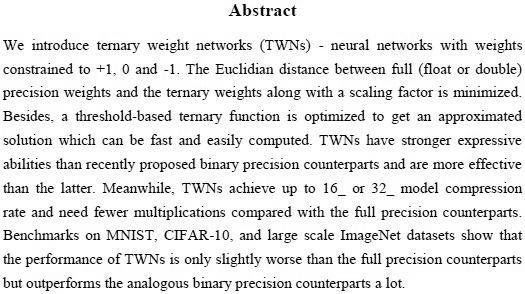 Abstract
We introduce ternary weight networks (TWNs) - neural networks with weights
constrained to +1, 0 and -1. The Euclidian distance between full (float or double)
precision weights and the ternary weights along with a scaling factor is minimized.
Besides, a threshold-based ternary function is optimized to get an approximated
solution which can be fast and easily computed. TWNs have stronger expressive
abilities than recently proposed binary precision counterparts and are more effective
than the latter. Meanwhile, TWNs achieve up to 16_ or 32_ model compression
rate and need fewer multiplications compared with the full precision counterparts.
Benchmarks on MNIST, CIFAR-10, and large scale ImageNet datasets show that
the performance of TWNs is only slightly worse than the full precision counterparts
but outperforms the analogous binary precision counterparts a lot.